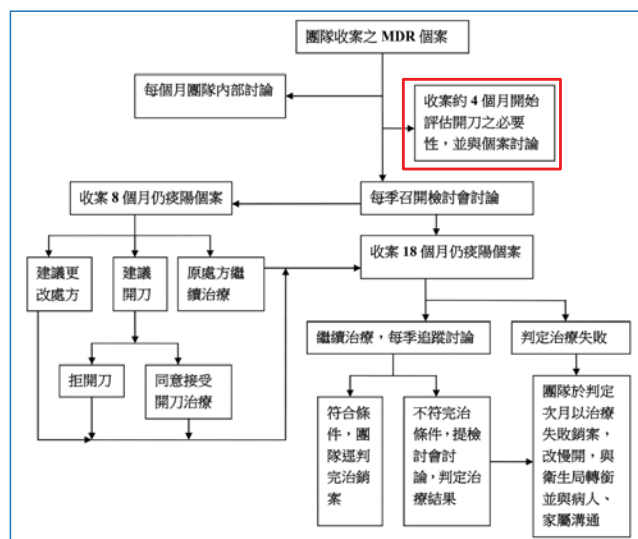 團隊收案之 MDR 個案
每個月團隊內部討論
收案約 4 個月開始
評估開刀之必要
性，並與個案討論
收案 8 個月仍痰陽個案
每季召開檢討會討論
建議更
改處方
建議
開刀
原處方繼
續治療
收案 18 個月仍痰陽個案
拒開刀
同意接受
開刀治療
繼續治療，每季追蹤討論
判定治療失敗
符合條
件，團
隊逕判
完治銷
案
不符完治
條件，提檢
討會討
論，判定治
療結果
團隊於判定
次月以治療
失敗銷案，
改慢開，與
衛生局轉銜
並與病人、
家屬溝通